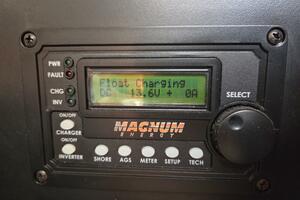 PWR
FAULT
CHG
INV
Float Charging
DC 13.6V + 0A
SELECT
ON/OFF
CHARGER
ON/OFF
INVERTER
MAGNUM
ENERGY
SHORE
AGS
METER
SETUP
TECH